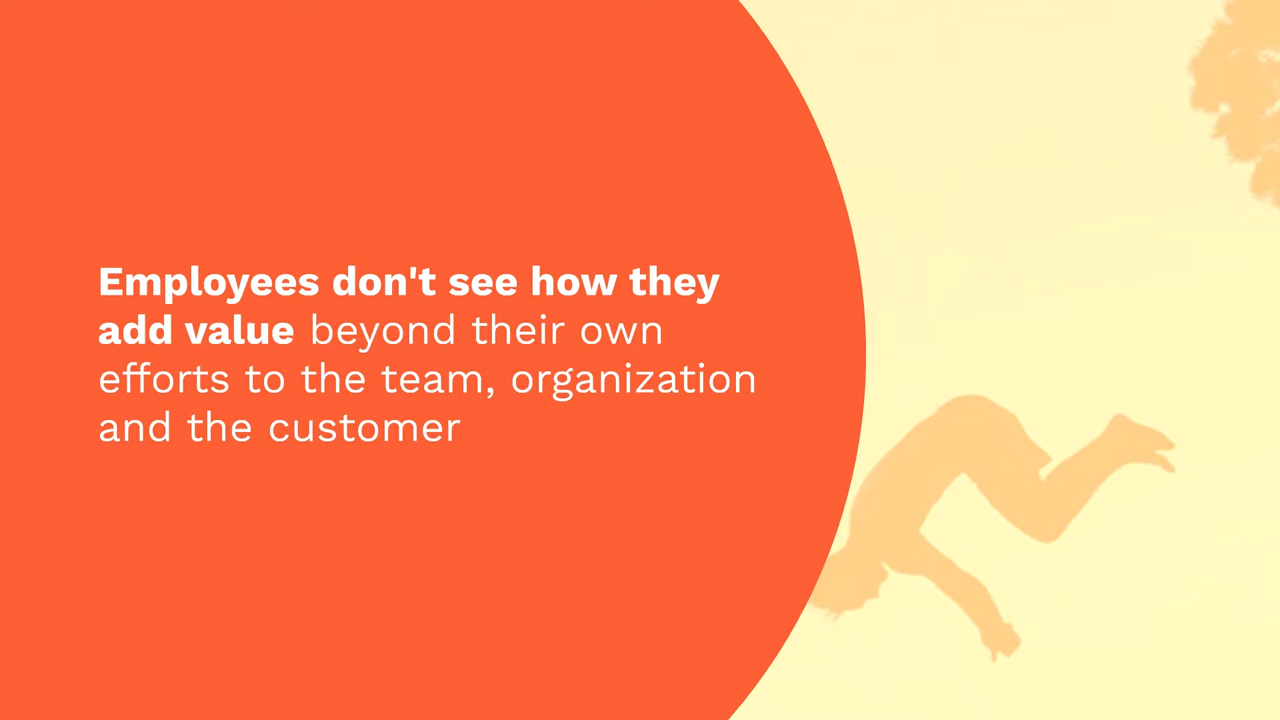 Employees don't see how they
add value beyond their own
efforts to the team, organization
and the customer